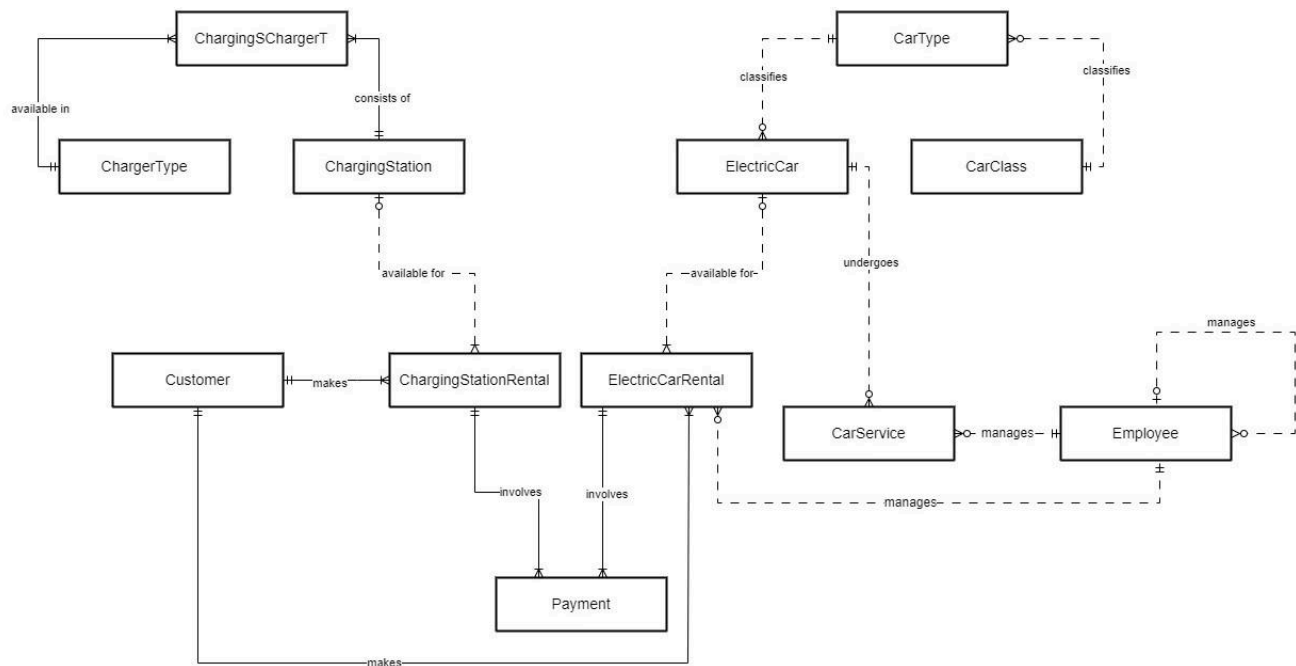 ChargingSChargerT
CarType
classifies
classifies
available in
consists of
ChargerType
ChargingStation
ElectricCar
CarClass
undergoes
available for
available for
manages
Customer
makes
ChargingStationRental
ElectricCarRental
CarService
manages
Employee
involves
involves
manages
Payment
makes